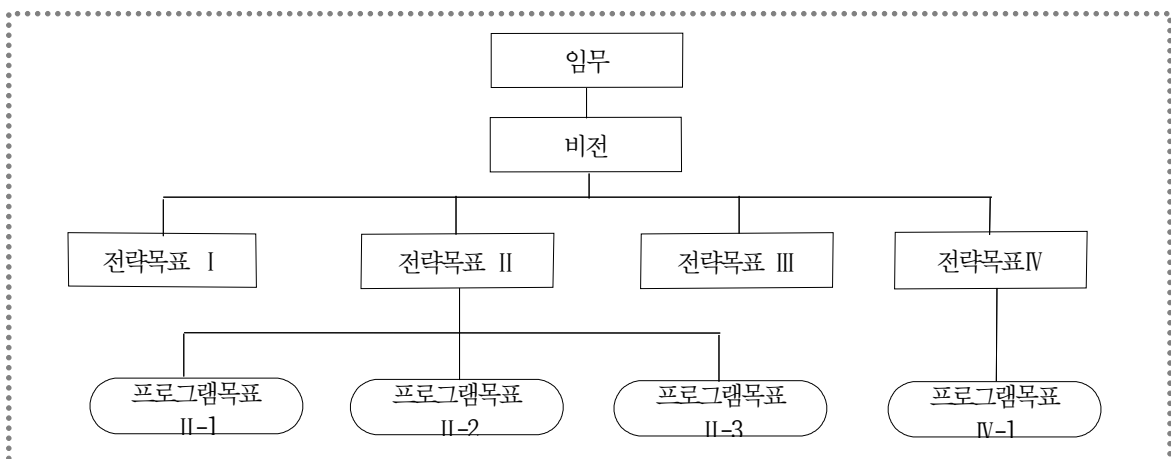 임무
비전
전략목표 Ⅰ
전략목표 Ⅱ
전략목표 Ⅲ
전략목표Ⅳ
프로그램목표
Ⅱ-1
프로그램목표
Ⅱ-2
프로그램목표
Ⅱ-3
프로그램목표
Ⅳ-1